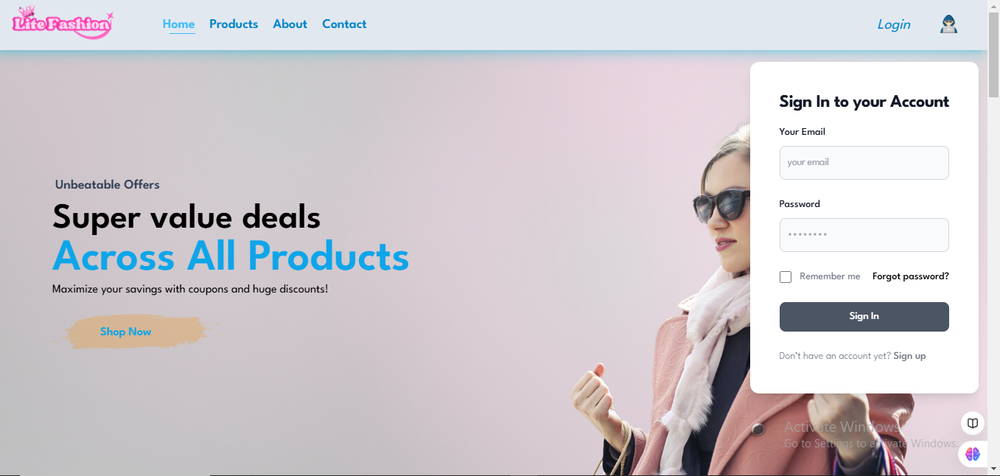 LiteFashion
Home Products About Contact
Login
Sign In to your Account
Your Email
your email
Password
Remember me Forgot password?
Sign In
Don't have an account yet? Sign up
Unbeatable Offers
Super value deals
Across All Products
Maximize your savings with coupons and huge discounts!
Shop Now
Activate Windows
Go to Settings to activate Windows.